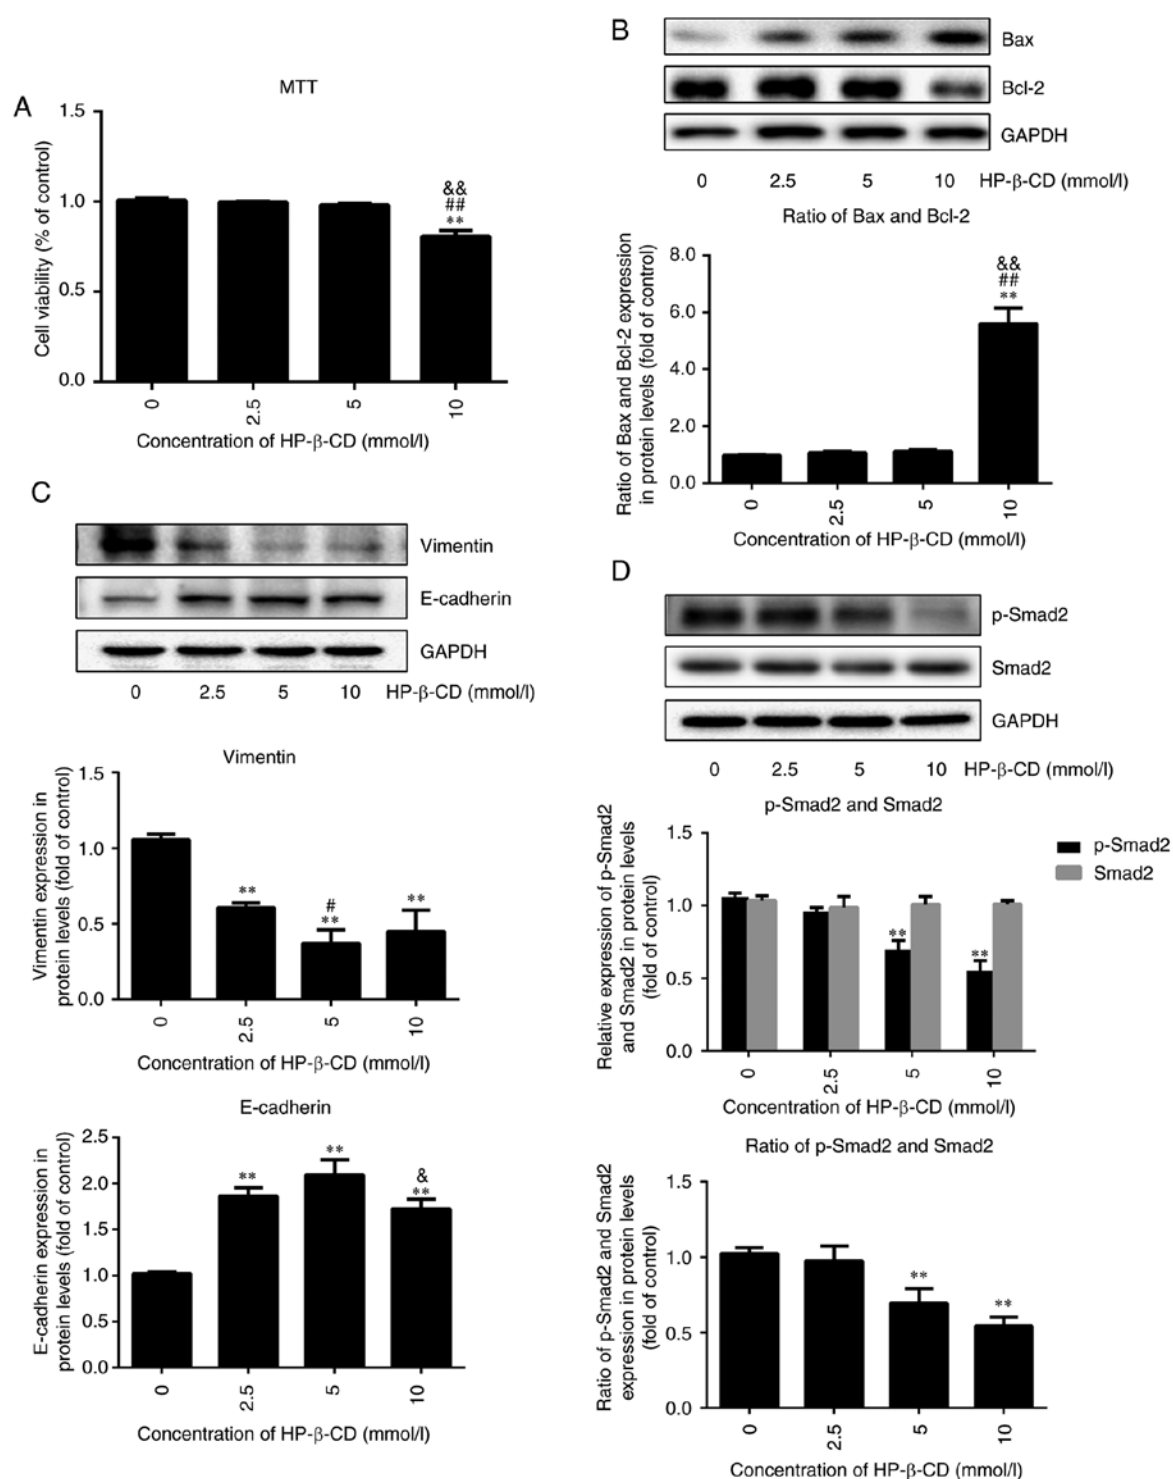 A
MTT
Cell viability (% of control)
1.5
1.0
0.5
0.0
&&
##
**
0
2.5
5
10
Concentration of HP-β-CD (mmol/l)
B
Bax
Bcl-2
GAPDH
0 2.5 5 10 HP-β-CD (mmol/l)
Ratio of Bax and Bcl-2
Ratio of Bax and Bcl-2 expression
in protein levels (fold of control)
8.0
6.0
4.0
2.0
0.0
&&
##
**
0
2.5
5
10
Concentration of HP-β-CD (mmol/l)
C
Vimentin
E-cadherin
GAPDH
0 2.5 5 10 HP-β-CD (mmol/l)
Vimentin
Vimentin expression in
protein levels (fold of control)
1.5
1.0
0.5
0.0
**
#
**
**
0
2.5
5
10
Concentration of HP-β-CD (mmol/l)
E-cadherin
E-cadherin expression in
protein levels (fold of control)
2.5
2.0
1.5
1.0
0.5
0.0
**
**
&
**
0
2.5
5
10
Concentration of HP-β-CD (mmol/l)
D
p-Smad2
Smad2
GAPDH
0 2.5 5 10 HP-β-CD (mmol/l)
p-Smad2 and Smad2
Relative expression of p-Smad2
and Smad2 in protein levels
(fold of control)
1.5
1.0
0.5
0.0
**
**
p-Smad2
Smad2
0
2.5
5
10
Concentration of HP-β-CD (mmol/l)
Ratio of p-Smad2 and Smad2
Ratio of p-Smad2 and Smad2
expression in protein levels
(fold of control)
1.5
1.0
0.5
0.0
**
**
0
2.5
5
10
Concentration of HP-β-CD (mmol/l)